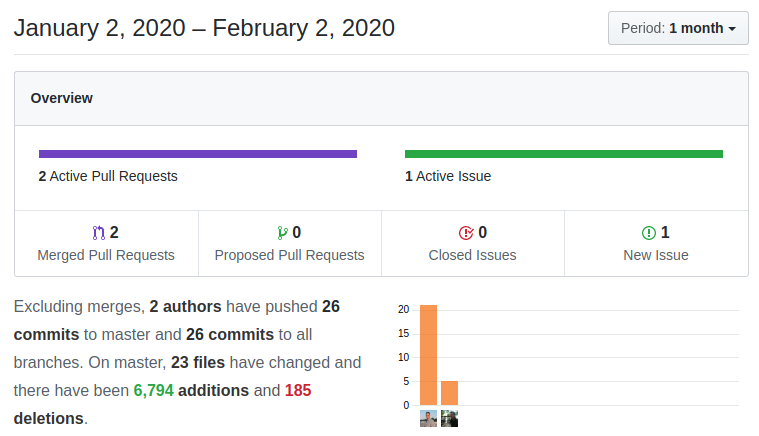 January 2, 2020 – February 2, 2020
Period: 1 month
Overview
2 Active Pull Requests
1 Active Issue
2
Merged Pull Requests
0
Proposed Pull Requests
0
Closed Issues
1
New Issue
Excluding merges, 2 authors have pushed 26
commits to master and 26 commits to all
branches. On master, 23 files have changed and
there have been 6,794 additions and 185
deletions.
20
15
10
5
0